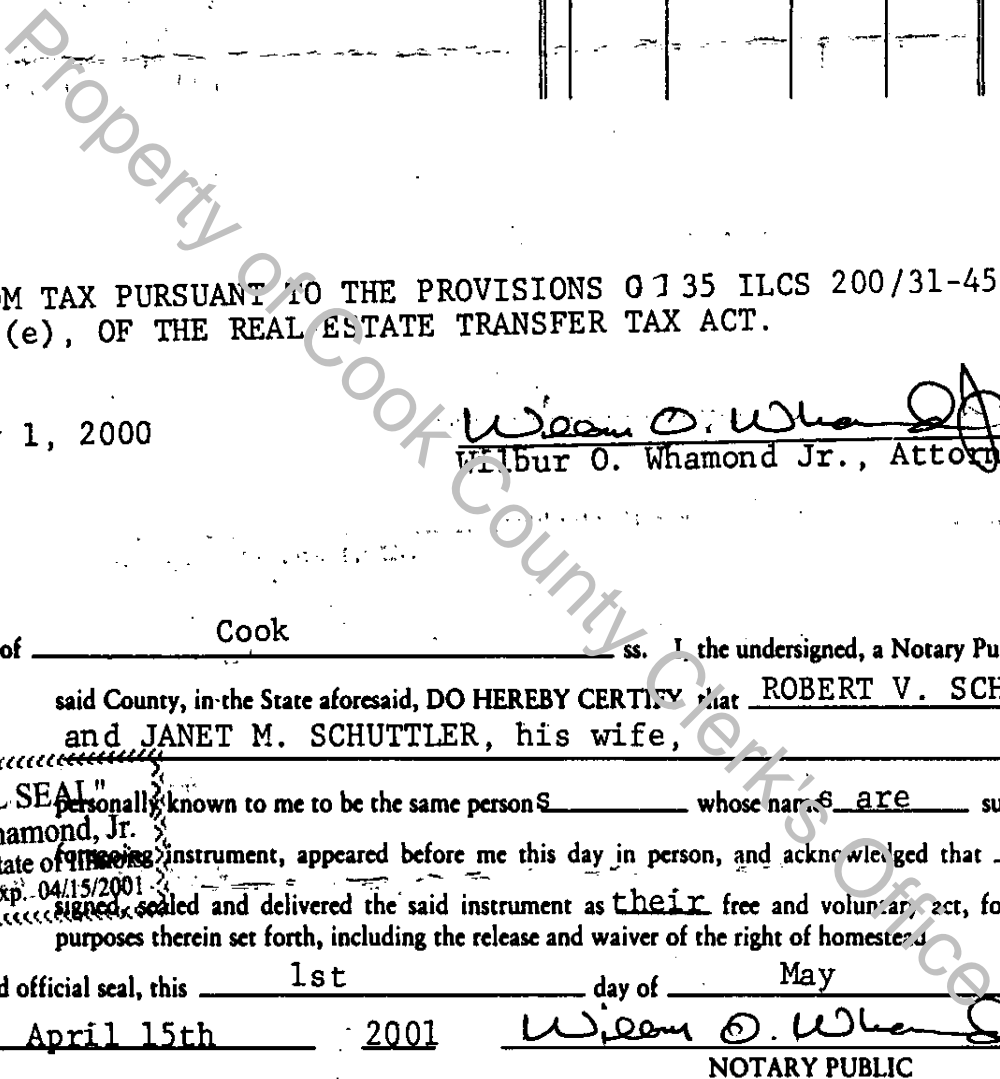 Property of Cook County Clerk's Office
M TAX PURSUANT TO THE PROVISIONS 35 ILCS 200/31-45
(e), OF THE REAL ESTATE TRANSFER TAX ACT.
1, 2000
Wilbur O. Whamond Jr., Attorn
of Cook ss. I, the undersigned, a Notary Pu
said County, in the State aforesaid, DO HEREBY CERTIFY that ROBERT V. SCH
and JANET M. SCHUTTLER, his wife,
L SEAL"
personally known to me to be the same persons whose names are su
hamond, Jr.
foregoing instrument, appeared before me this day in person, and acknowledged that
tate of Illinois
xp. 04/15/2001
signed, sealed and delivered the said instrument as their free and voluntary act, fo
purposes therein set forth, including the release and waiver of the right of homestead
d official seal, this 1st day of May
April 15th 2001
NOTARY PUBLIC